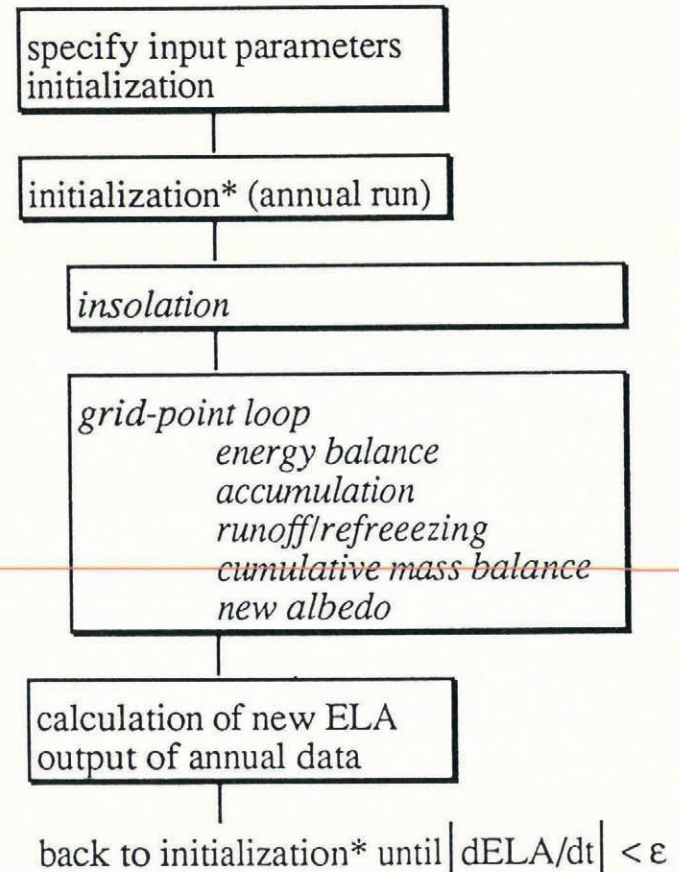 specify input parameters
initialization
initialization* (annual run)
insolation
grid-point loop
energy balance
accumulation
runoff/refreeezing
cumulative mass balance
new albedo
calculation of new ELA
output of annual data
back to initialization* until |dELA/dt| < ε